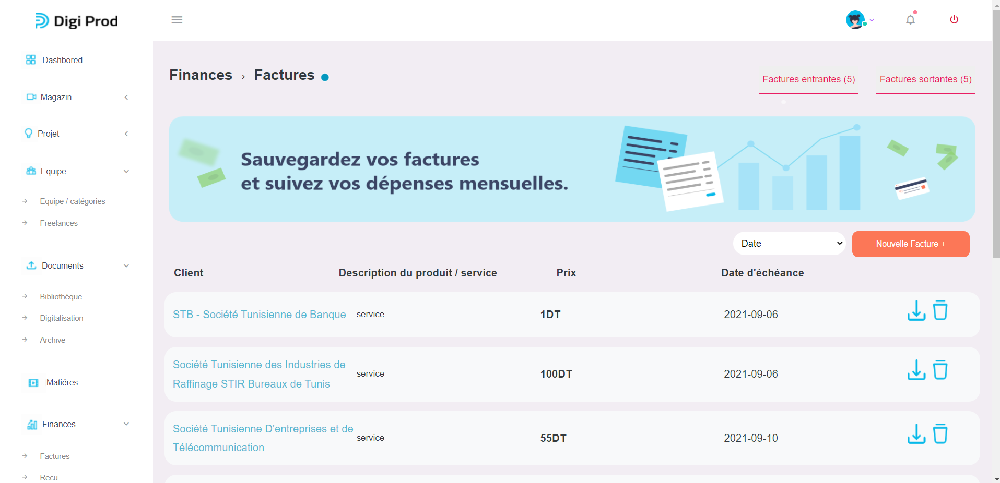 Digi Prod
Dashbored
Magazin
Projet
Equipe
Equipe / catégories
Freelances
Documents
Bibliothéque
Digitalisation
Archive
Matiéres
Finances
Factures
Recu
Finances › Factures
Factures entrantes (5)
Factures sortantes (5)
Sauvegardez vos factures
et suivez vos dépenses mensuelles.
Date
Nouvelle Facture +
Client Description du produit / service Prix Date d'échéance
STB - Société Tunisienne de Banque service 1DT 2021-09-06
Société Tunisienne des Industries de
Raffinage STIR Bureaux de Tunis
service 100DT 2021-09-06
Société Tunisienne D'entreprises et de
Télécommunication
service 55DT 2021-09-10